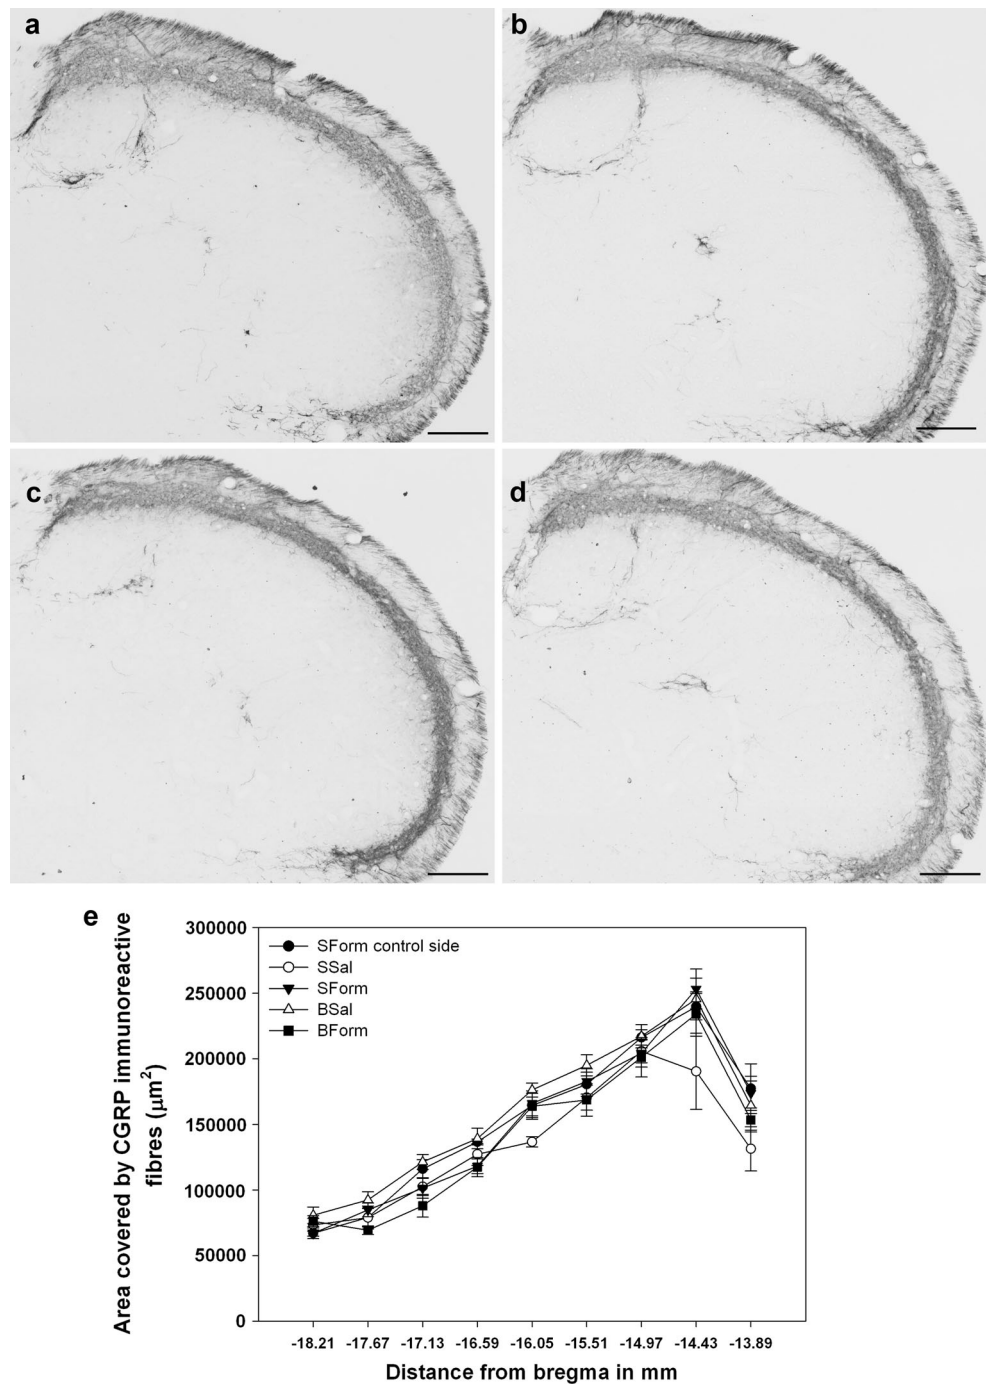 a
b
c
d
e
Area covered by CGRP immunoreactive
fibres (μm²)
300000
250000
200000
150000
100000
50000
0
SForm control side
SSal
SForm
BSal
BForm
-18.21 -17.67 -17.13 -16.59 -16.05 -15.51 -14.97 -14.43 -13.89
Distance from bregma in mm